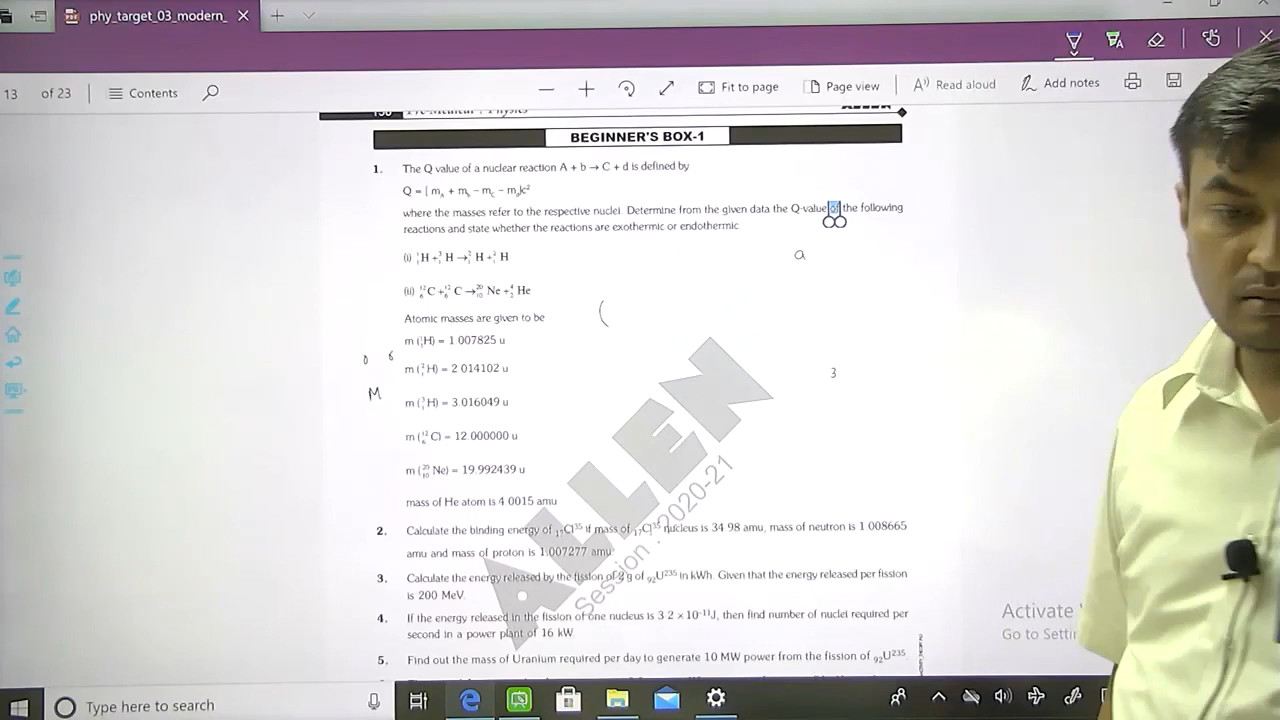 phy_target_03_modern_
13 of 23 Contents Fit to page Page view Read aloud Add notes
BEGINNER'S BOX-1
1. The Q value of a nuclear reaction A + b → C + d is defined by
Q = [ m_A + m_b − m_C − m_d]c²
where the masses refer to the respective nuclei. Determine from the given data the Q-value of the following
reactions and state whether the reactions are exothermic or endothermic
(i) ¹₁H + ³₁H → ²₁H + ²₁H
a
(ii) ¹²₆C + ¹²₆C → ²⁰₁₀Ne + ⁴₂He
Atomic masses are given to be
(
m (¹₁H) = 1 007825 u
0 6
m (²₁H) = 2 014102 u
3
M
m (³₁H) = 3.016049 u
m (¹²₆C) = 12.000000 u
m (²⁰₁₀Ne) = 19.992439 u
mass of He atom is 4 0015 amu
2. Calculate the binding energy of ₁₇Cl³⁵ if mass of ₁₇Cl³⁵ nucleus is 34 98 amu, mass of neutron is 1 008665
amu and mass of proton is 1.007277 amu.
3. Calculate the energy released by the fission of g of ₉₂U²³⁵ in kWh. Given that the energy released per fission
is 200 MeV.
4. If the energy released in the fission of one nucleus is 3 2 × 10⁻¹¹J, then find number of nuclei required per
second in a power plant of 16 kW.
5. Find out the mass of Uranium required per day to generate 10 MW power from the fission of ₉₂U²³⁵.
ALLEN
Session : 2020-21
Activate
Go to Setti
Type here to search